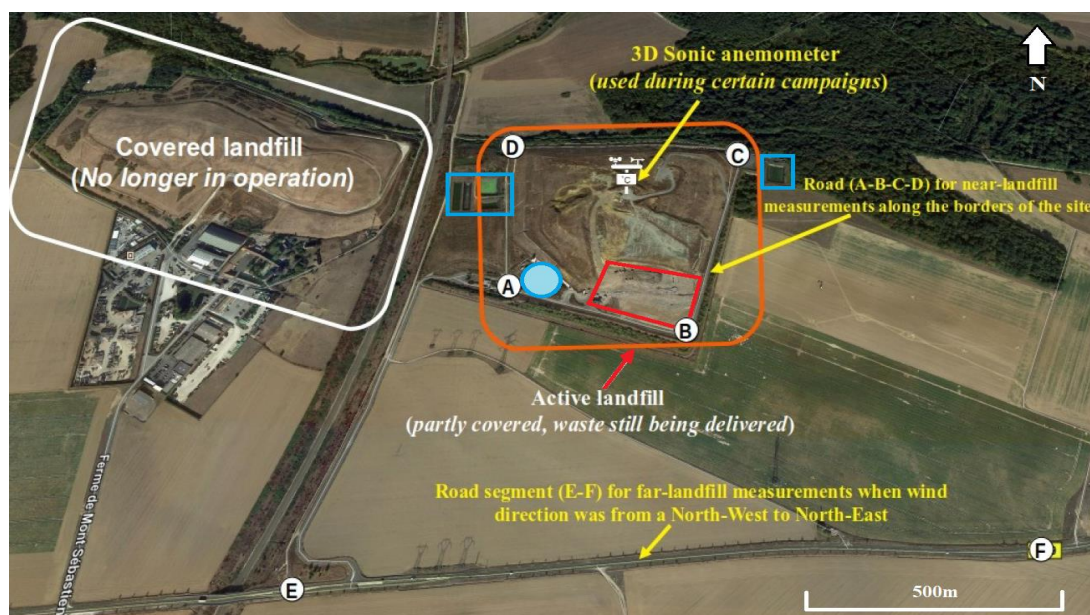 3D Sonic anemometer
(used during certain campaigns)
N
Covered landfill
(No longer in operation)
D
C
°C
Road (A-B-C-D) for near-landfill
measurements along the borders of the site
A
B
Active landfill
(partly covered, waste still being delivered)
Ferme de Mont-Sébastien
Road segment (E-F) for far-landfill measurements when wind
direction was from a North-West to North-East
F
E
500m